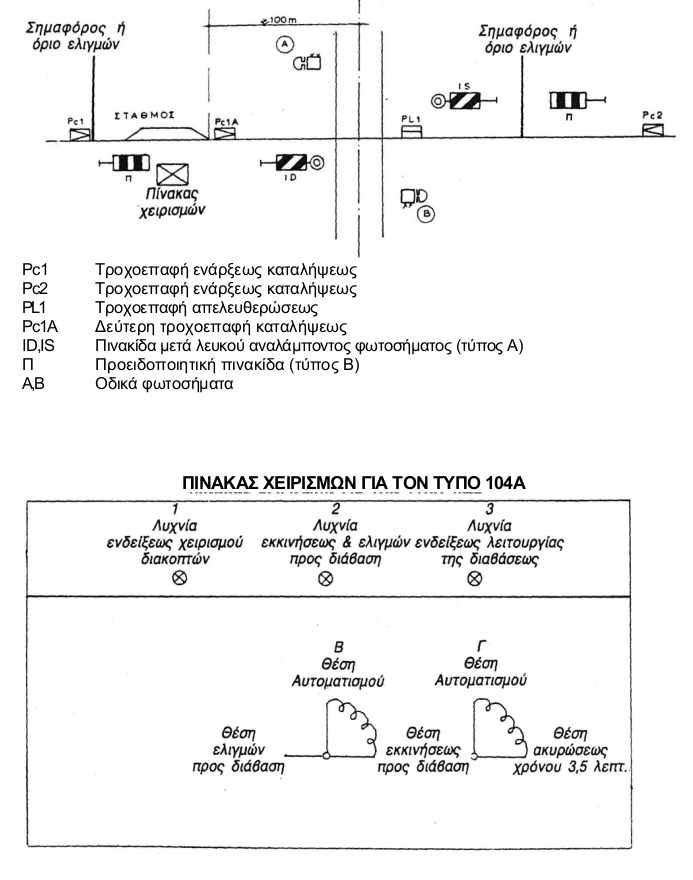 Σημαφόρος ή
όριο ελιγμών
≥100m
Σημαφόρος ή
όριο ελιγμών
A
IS
Pc1
ΣΤΑΘΜΟΣ
Pc1A
PL1
Π
Pc2
Π
ID
Πίνακας
χειρισμών
B
Pc1 Τροχοεπαφή ενάρξεως καταλήψεως
Pc2 Τροχοεπαφή ενάρξεως καταλήψεως
PL1 Τροχοεπαφή απελευθερώσεως
Pc1A Δεύτερη τροχοεπαφή καταλήψεως
ID,IS Πινακίδα μετά λευκού αναλάμποντος φωτοσήματος (τύπος Α)
Π Προειδοποιητική πινακίδα (τύπος Β)
Α,Β Οδικά φωτοσήματα
ΠΙΝΑΚΑΣ ΧΕΙΡΙΣΜΩΝ ΓΙΑ ΤΟΝ ΤΥΠΟ 104Α
1
Λυχνία
ενδείξεως χειρισμού
διακοπτών
2
Λυχνία
εκκινήσεως & ελιγμών
προς διάβαση
3
Λυχνία
ενδείξεως λειτουργίας
της διαβάσεως
Β
Θέση
Αυτοματισμού
Γ
Θέση
Αυτοματισμού
Θέση
ελιγμών
προς διάβαση
Θέση
εκκινήσεως
προς διάβαση
Θέση
ακυρώσεως
χρόνου 3,5 λεπτ.